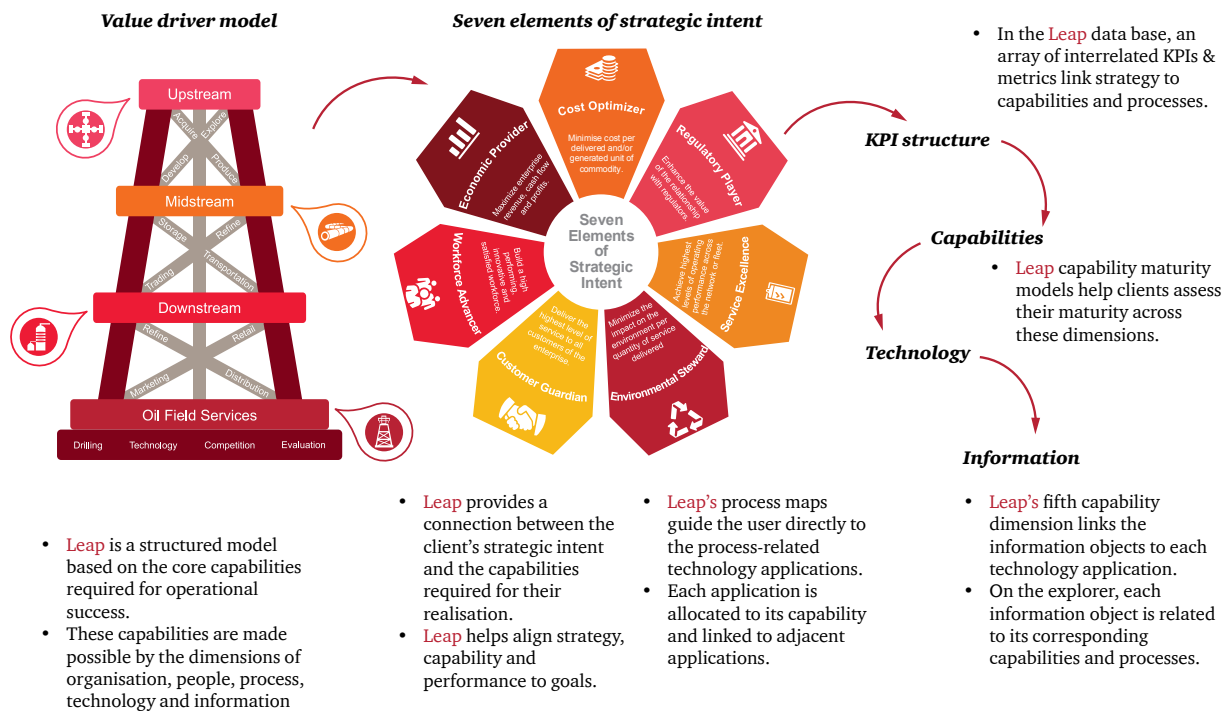 Value driver model
Upstream
Acquire
Explore
Develop
Produce
Midstream
Storage
Refine
Trading
Transportation
Downstream
Refine
Retail
Marketing
Distribution
Oil Field Services
Drilling
Technology
Competition
Evaluation
• Leap is a structured model
based on the core capabilities
required for operational
success.
• These capabilities are made
possible by the dimensions of
organisation, people, process,
technology and information
Seven elements of strategic intent
Cost Optimizer
Minimise cost per
delivered and/or
generated unit of
commodity.
Regulatory Player
Enhance the value
of the relationship
with regulators.
Service Excellence
Achieve highest
levels of operating
performance across
the network or fleet.
Environmental Steward
Minimize the
impact on the
environment per
quantity of service
delivered
Customer Guardian
Deliver the
highest level of
service to all
customers of the
enterprise.
Workforce Advancer
Build a high
performing,
innovative and
satisfied workforce.
Economic Provider
Maximize enterprise
revenue, cash flow
and profits.
Seven
Elements
of
Strategic
Intent
• Leap provides a
connection between the
client’s strategic intent
and the capabilities
required for their
realisation.
• Leap helps align strategy,
capability and
performance to goals.
• Leap’s process maps
guide the user directly to
the process-related
technology applications.
• Each application is
allocated to its capability
and linked to adjacent
applications.
• In the Leap data base, an
array of interrelated KPIs &
metrics link strategy to
capabilities and processes.
KPI structure
Capabilities
• Leap capability maturity
models help clients assess
their maturity across
these dimensions.
Technology
Information
• Leap’s fifth capability
dimension links the
information objects to each
technology application.
• On the explorer, each
information object is related
to its corresponding
capabilities and processes.